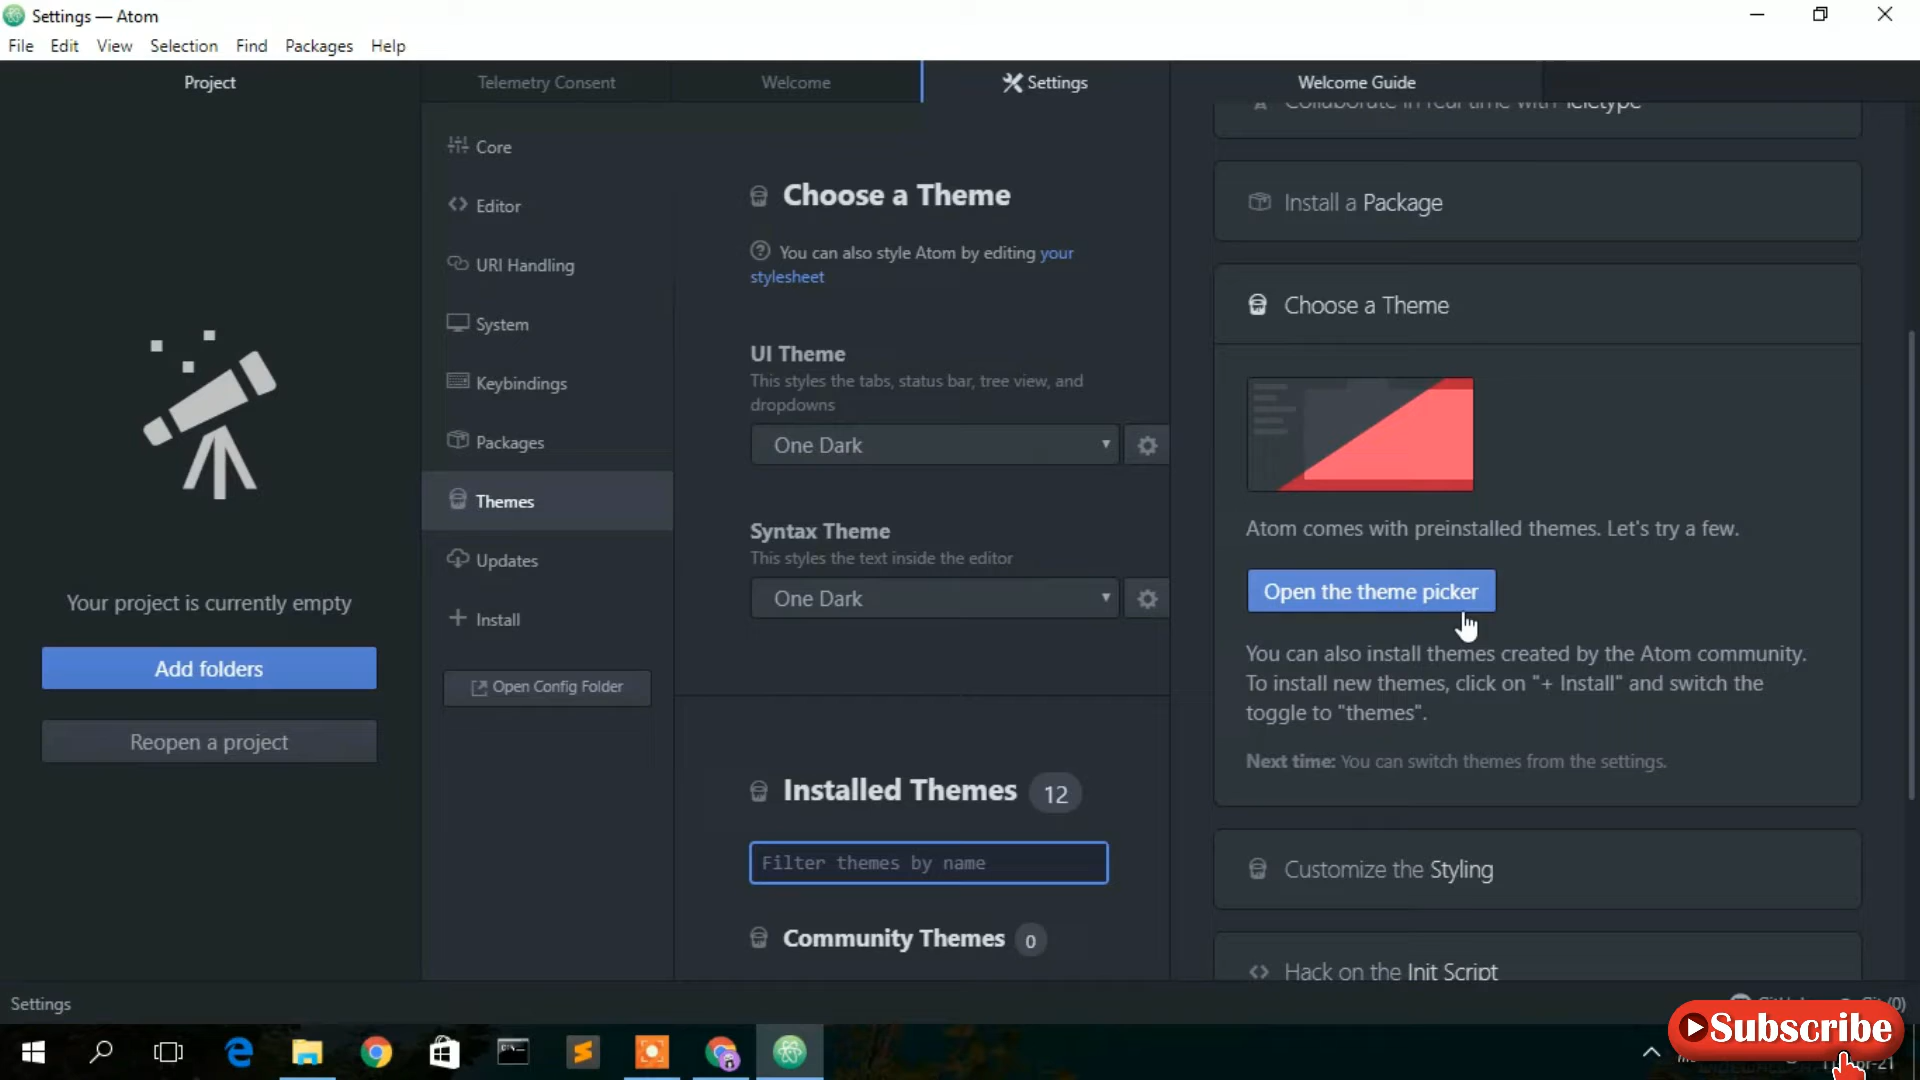 Settings — Atom
File Edit View Selection Find Packages Help
Project
Telemetry Consent
Welcome
Settings
Welcome Guide
Core
Editor
URI Handling
System
Keybindings
Packages
Themes
Updates
Install
Open Config Folder
Your project is currently empty
Add folders
Reopen a project
Choose a Theme
You can also style Atom by editing your
stylesheet
UI Theme
This styles the tabs, status bar, tree view, and
dropdowns
One Dark
Syntax Theme
This styles the text inside the editor
One Dark
Installed Themes 12
Filter themes by name
Community Themes 0
Collaborate in real time with Teletype
Install a Package
Choose a Theme
Atom comes with preinstalled themes. Let's try a few.
Open the theme picker
You can also install themes created by the Atom community.
To install new themes, click on "+ Install" and switch the
toggle to "themes".
Next time: You can switch themes from the settings.
Customize the Styling
Hack on the Init Script
Settings
Subscribe